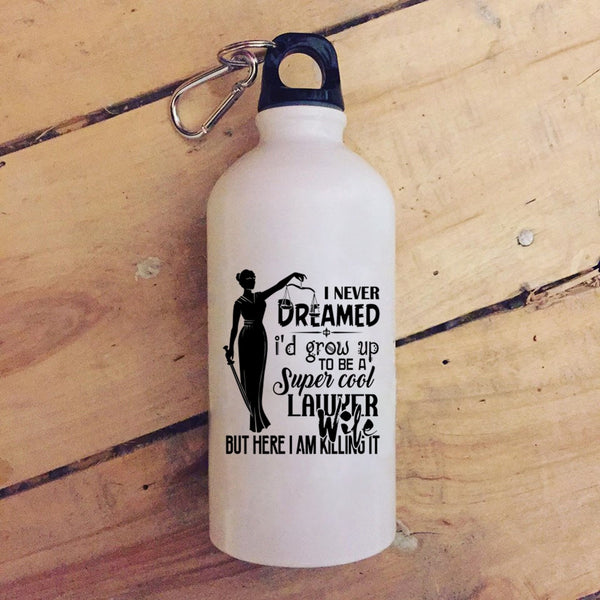 I NEVER
DREAMED
i'd grow up
TO BE A
Super cool
LAWYER
Wife
BUT HERE I AM KILLING IT